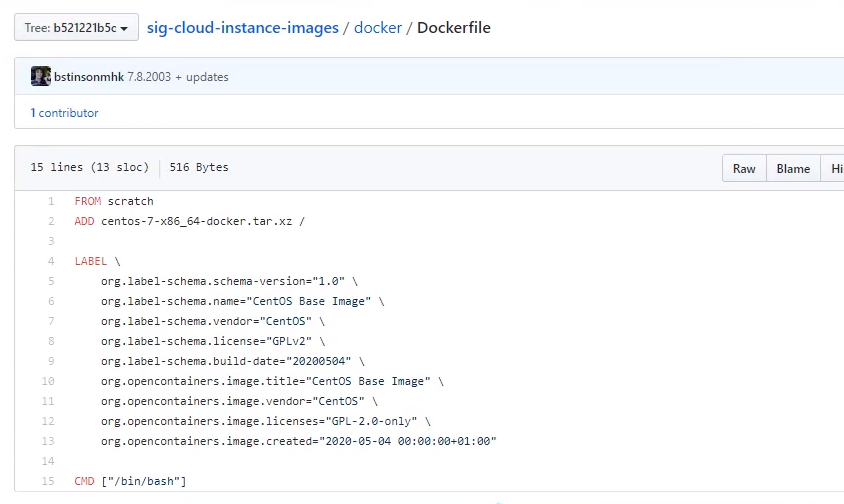 Tree: b521221b5c sig-cloud-instance-images / docker / Dockerfile
bstinsonmhk 7.8.2003 + updates
1 contributor
15 lines (13 sloc) 516 Bytes Raw Blame Hi
1 FROM scratch
2 ADD centos-7-x86_64-docker.tar.xz /
3
4 LABEL \
5 org.label-schema.schema-version="1.0" \
6 org.label-schema.name="CentOS Base Image" \
7 org.label-schema.vendor="CentOS" \
8 org.label-schema.license="GPLv2" \
9 org.label-schema.build-date="20200504" \
10 org.opencontainers.image.title="CentOS Base Image" \
11 org.opencontainers.image.vendor="CentOS" \
12 org.opencontainers.image.licenses="GPL-2.0-only" \
13 org.opencontainers.image.created="2020-05-04 00:00:00+01:00"
14
15 CMD ["/bin/bash"]